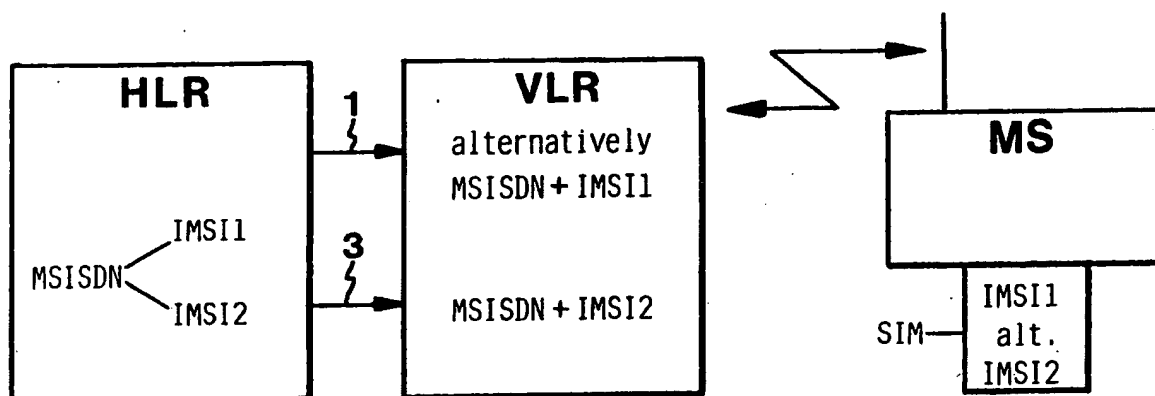 HLR
MSISDN
IMSI1
IMSI2
1
3
VLR
alternatively
MSISDN + IMSI1
MSISDN + IMSI2
MS
SIM
IMSI1
alt.
IMSI2